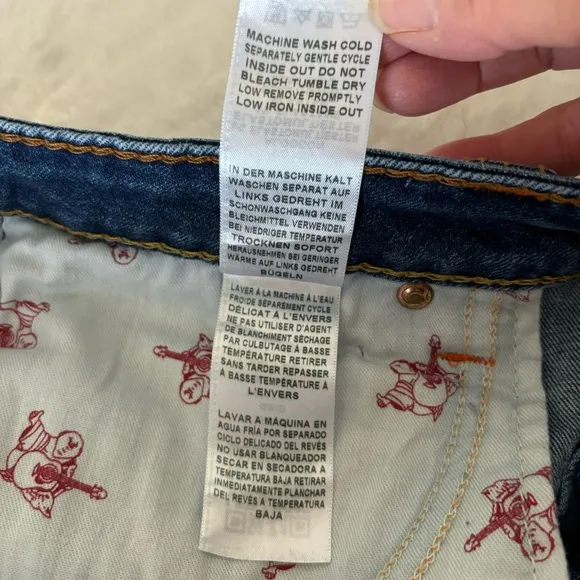 MACHINE WASH COLD
SEPARATELY GENTLE CYCLE
INSIDE OUT DO NOT
BLEACH TUMBLE DRY
LOW REMOVE PROMPTLY
LOW IRON INSIDE OUT
IN DER MASCHINE KALT
WASCHEN SEPARAT AUF
LINKS GEDREHT IM
SCHONWASCHGANG KEINE
BLEICHMITTEL VERWENDEN
BEI NIEDRIGER TEMPERATUR
TROCKNEN SOFORT
HERAUSNEHMEN BEI GERINGER
WÄRME AUF LINKS GEDREHT
BÜGELN
LAVER À LA MACHINE À L'EAU
FROIDE SÉPAREMENT CYCLE
DÉLICAT À L'ENVERS
NE PAS UTILISER D'AGENT
DE BLANCHIMENT SÉCHAGE
PAR CULBUTAGE À BASSE
TEMPÉRATURE RETIRER
SANS TARDER REPASSER
À BASSE TEMPÉRATURE À
L'ENVERS
LAVAR A MÁQUINA EN
AGUA FRÍA POR SEPARADO
CICLO DELICADO DEL REVÉS
NO USAR BLANQUEADOR
SECAR EN SECADORA A
TEMPERATURA BAJA RETIRAR
INMEDIATAMENTE PLANCHAR
DEL REVÉS A TEMPERATURA
BAJA